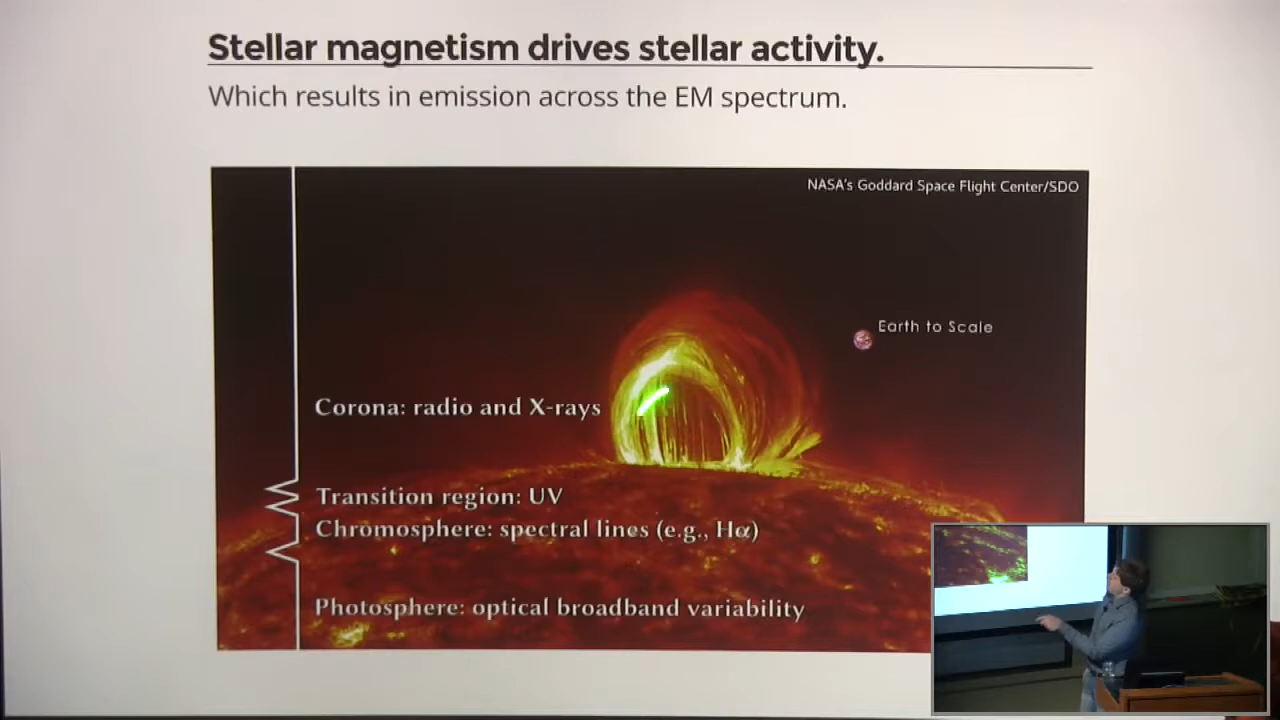 Stellar magnetism drives stellar activity.
Which results in emission across the EM spectrum.
NASA's Goddard Space Flight Center/SDO
Earth to Scale
Corona: radio and X-rays
Transition region: UV
Chromosphere: spectral lines (e.g., Hα)
Photosphere: optical broadband variability